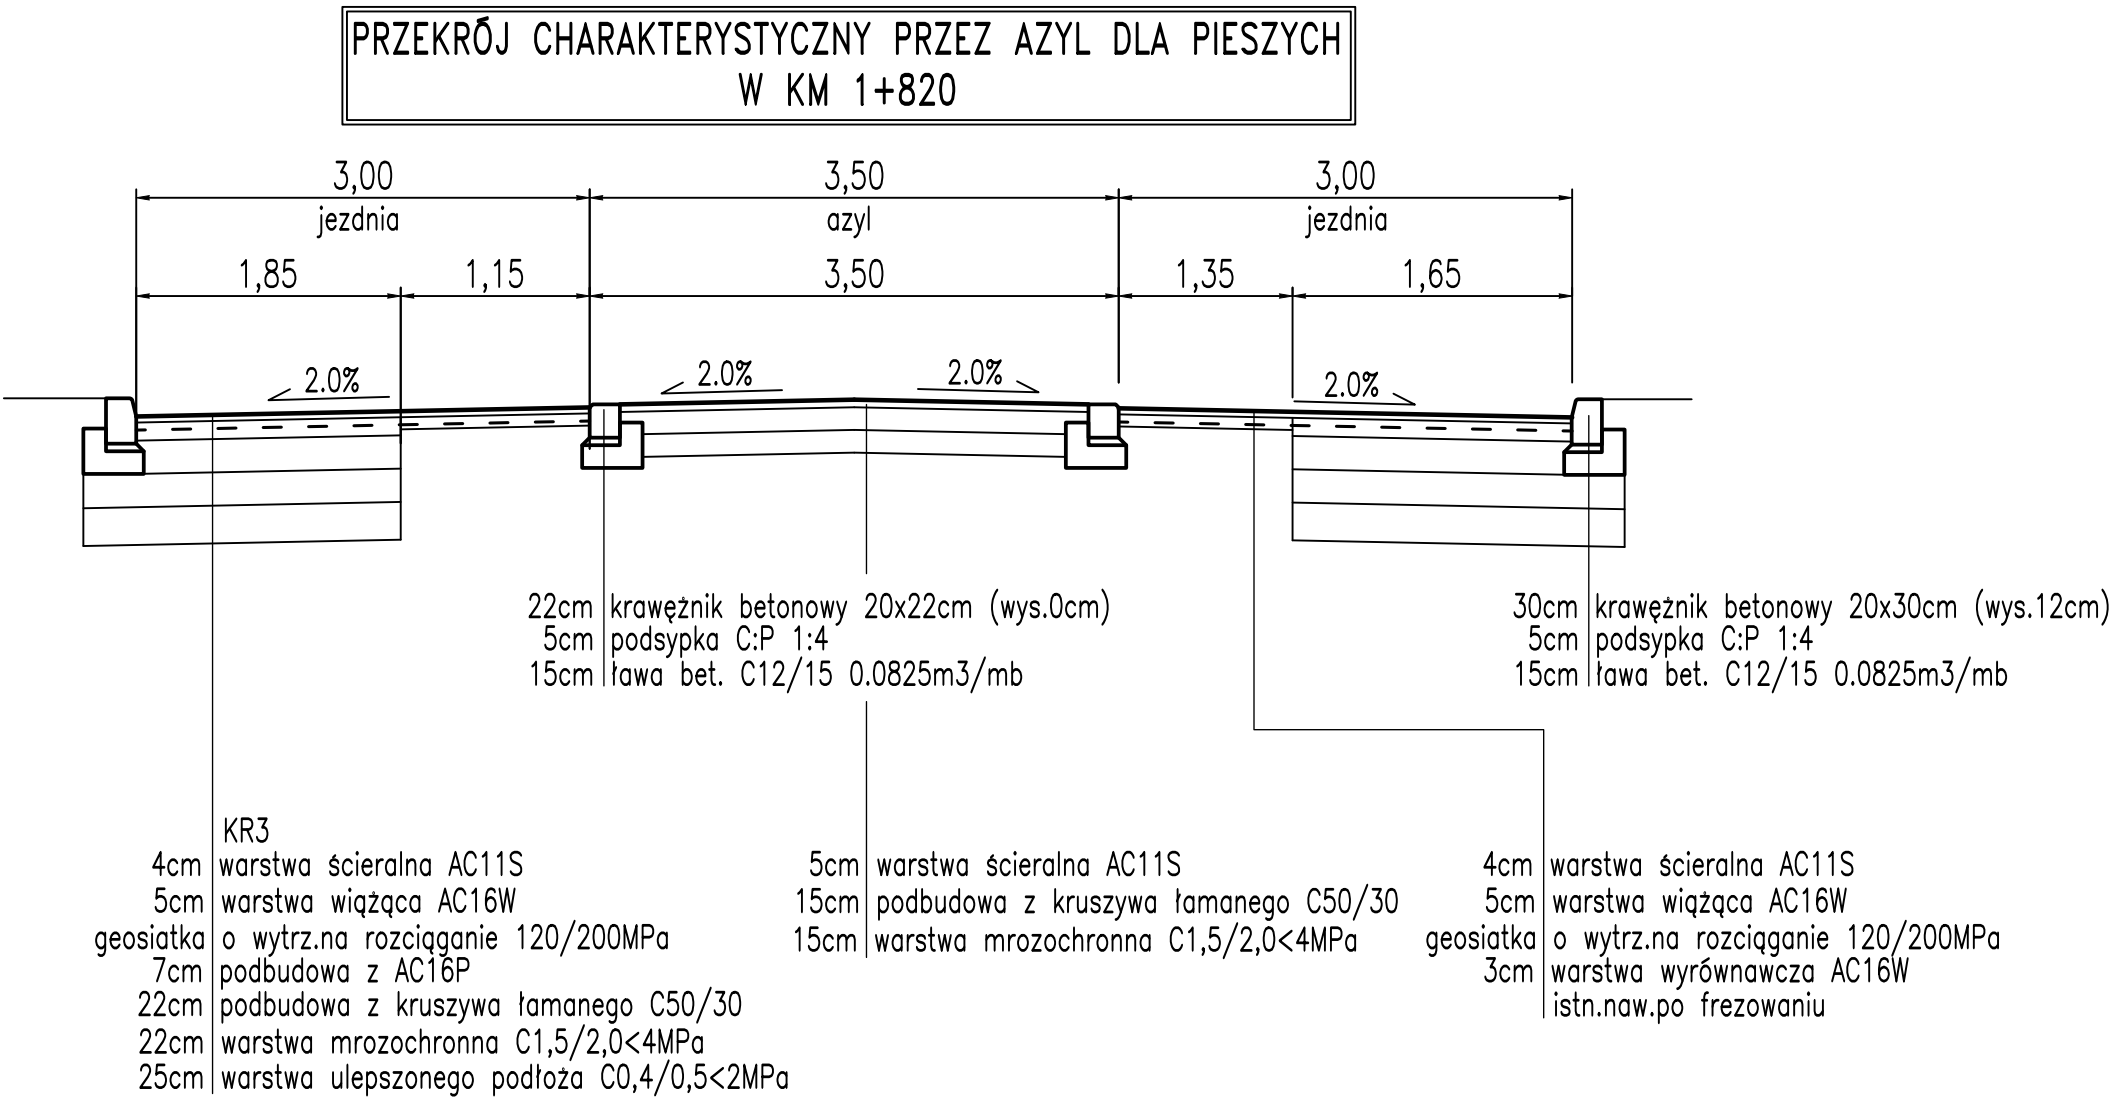 PRZEKRÓJ CHARAKTERYSTYCZNY PRZEZ AZYL DLA PIESZYCH
W KM 1+820
3,00 3,50 3,00
jezdnia azyl jezdnia
1,85 1,15 3,50 1,35 1,65
2.0% 2.0% 2.0% 2.0%
22cm krawężnik betonowy 20x22cm (wys.0cm)
5cm podsypka C:P 1:4
15cm ława bet. C12/15 0.0825m3/mb
30cm krawężnik betonowy 20x30cm (wys.12cm)
5cm podsypka C:P 1:4
15cm ława bet. C12/15 0.0825m3/mb
KR3
4cm warstwa ścieralna AC11S
5cm warstwa wiążąca AC16W
geosiatka o wytrz.na rozciąganie 120/200MPa
7cm podbudowa z AC16P
22cm podbudowa z kruszywa łamanego C50/30
22cm warstwa mrozochronna C1,5/2,0<4MPa
25cm warstwa ulepszonego podłoża C0,4/0,5<2MPa
5cm warstwa ścieralna AC11S
15cm podbudowa z kruszywa łamanego C50/30
15cm warstwa mrozochronna C1,5/2,0<4MPa
4cm warstwa ścieralna AC11S
5cm warstwa wiążąca AC16W
geosiatka o wytrz.na rozciąganie 120/200MPa
3cm warstwa wyrównawcza AC16W
istn.naw.po frezowaniu